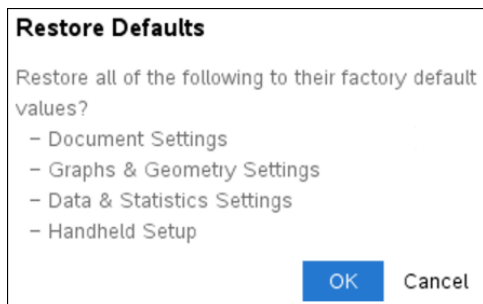 Restore Defaults
Restore all of the following to their factory default
values?
– Document Settings
– Graphs & Geometry Settings
– Data & Statistics Settings
– Handheld Setup
OK Cancel